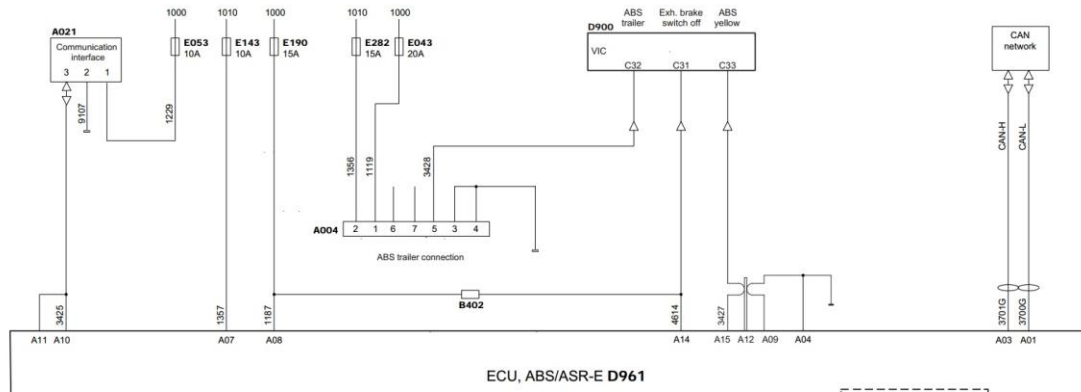 1000 1010 1000 1010 1000
ABS trailer
Exh. brake switch off
ABS yellow
A021
Communication interface
3 2 1
E053
10A
E143
10A
E190
15A
E282
15A
E043
20A
D900
VIC
C32 C31 C33
CAN network
9107
1229
1356
1119
3428
CAN-H
CAN-L
A004
2 1 6 7 5 3 4
ABS trailer connection
B402
3425
1357
1187
4614
3427
3701G
3700G
A11 A10 A07 A08 A14 A15 A12 A09 A04 A03 A01
ECU, ABS/ASR-E D961